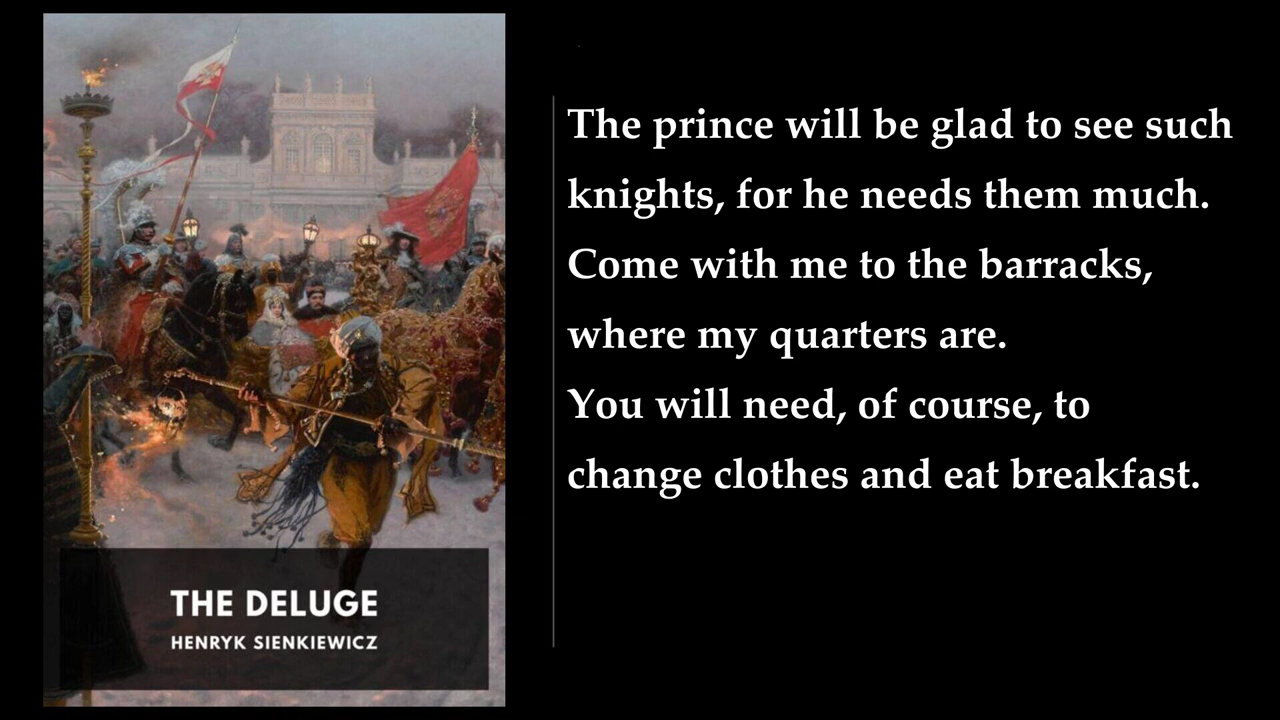 THE DELUGE
HENRYK SIENKIEWICZ
The prince will be glad to see such
knights, for he needs them much.
Come with me to the barracks,
where my quarters are.
You will need, of course, to
change clothes and eat breakfast.